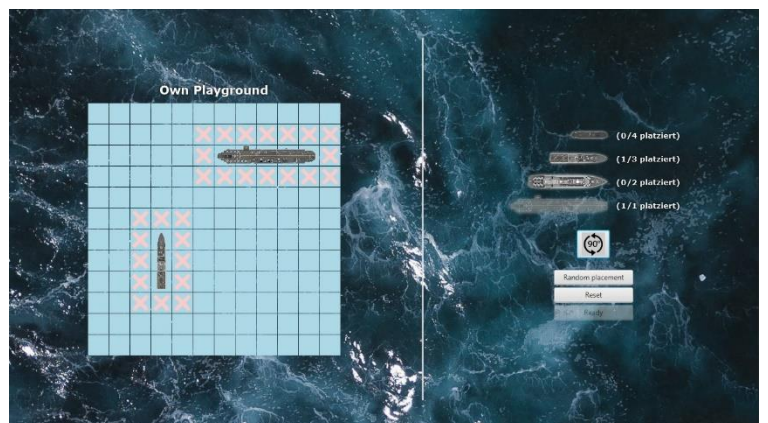 Own Playground
(0/4 platziert)
(1/3 platziert)
(0/2 platziert)
(1/1 platziert)
90°
Random placement
Reset
Ready